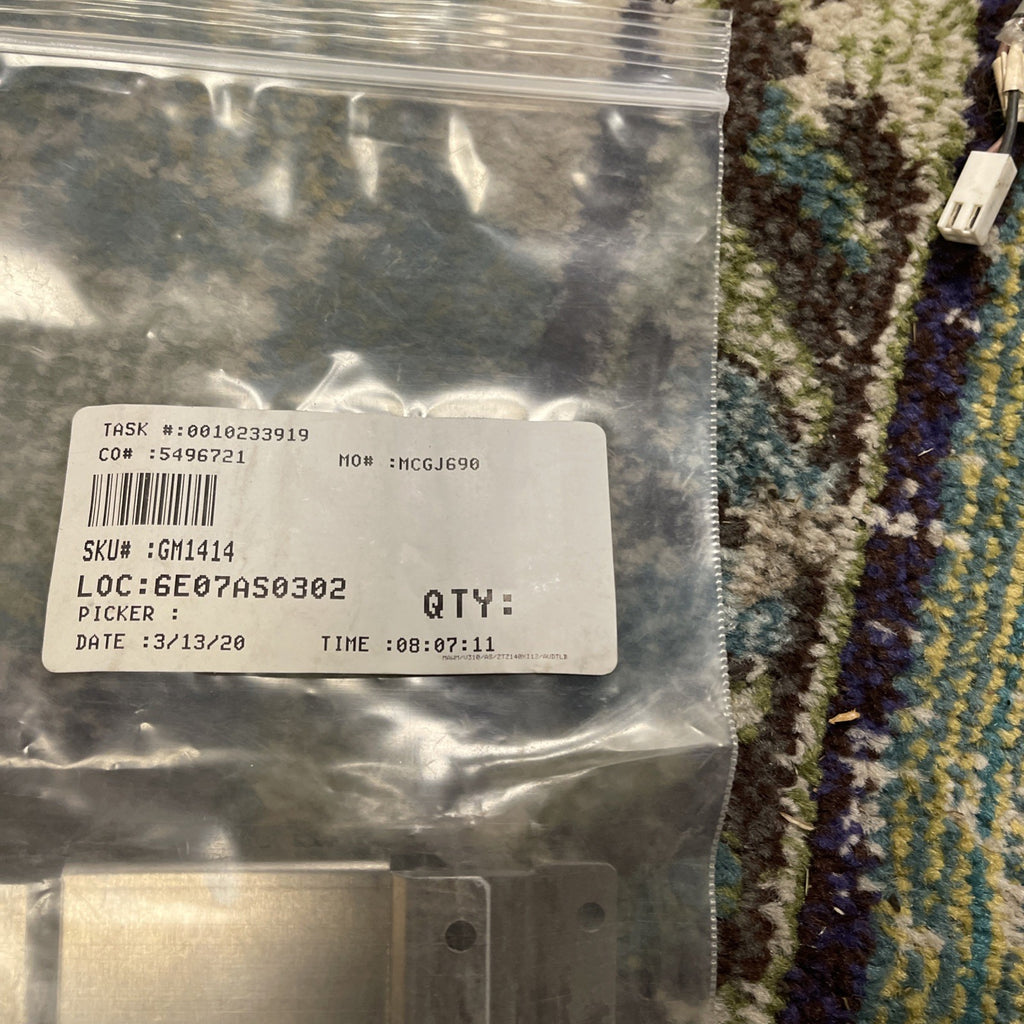 TASK #:0010233919
CO# :5496721 MO# :MCGJ690
SKU# :GM1414
LOC:6E07AS0302
QTY:
PICKER :
DATE :3/13/20 TIME :08:07:11